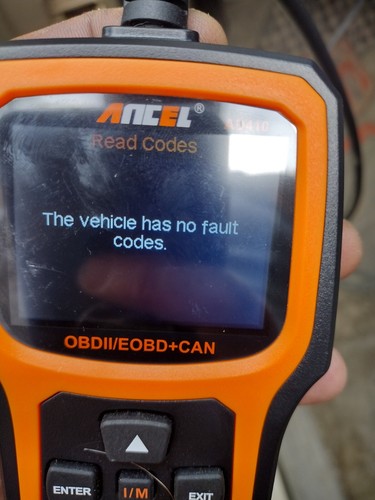 ANCEL®
Read Codes
The vehicle has no fault
codes.
OBDII/EOBD+CAN
ENTER
I/M
EXIT